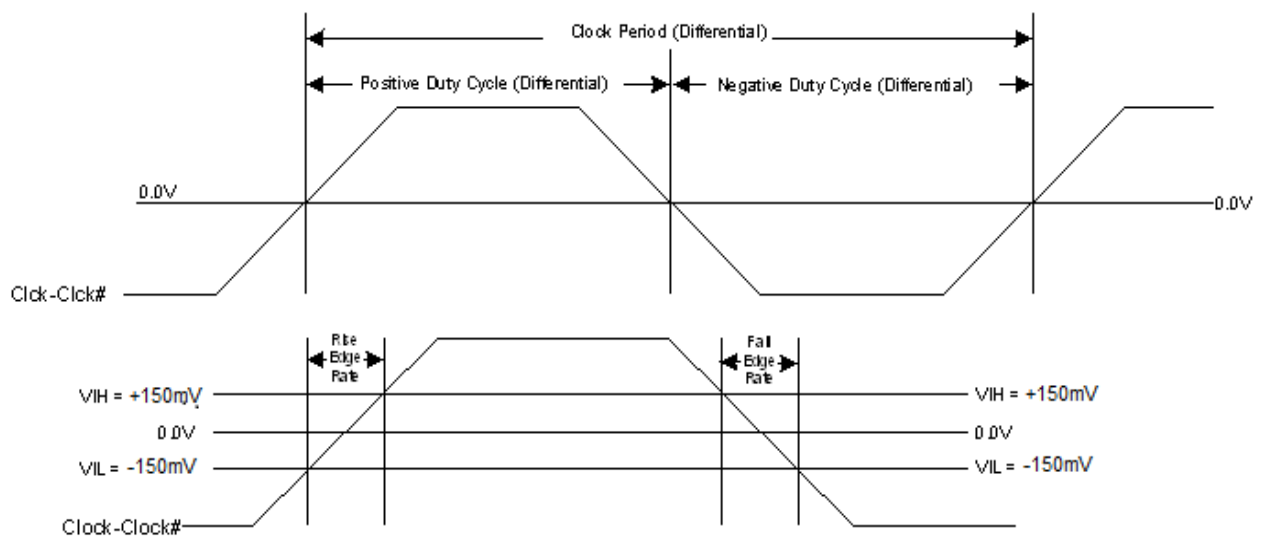 Clock Period (Differential)
Positive Duty Cycle (Differential)
Negative Duty Cycle (Differential)
0.0V
0.0V
Clck-Clck#
Rise
Edge
Rate
Fall
Edge
Rate
VIH = +150mV
VIH = +150mV
0.0V
0.0V
VIL = -150mV
VIL = -150mV
Clock-Clock#